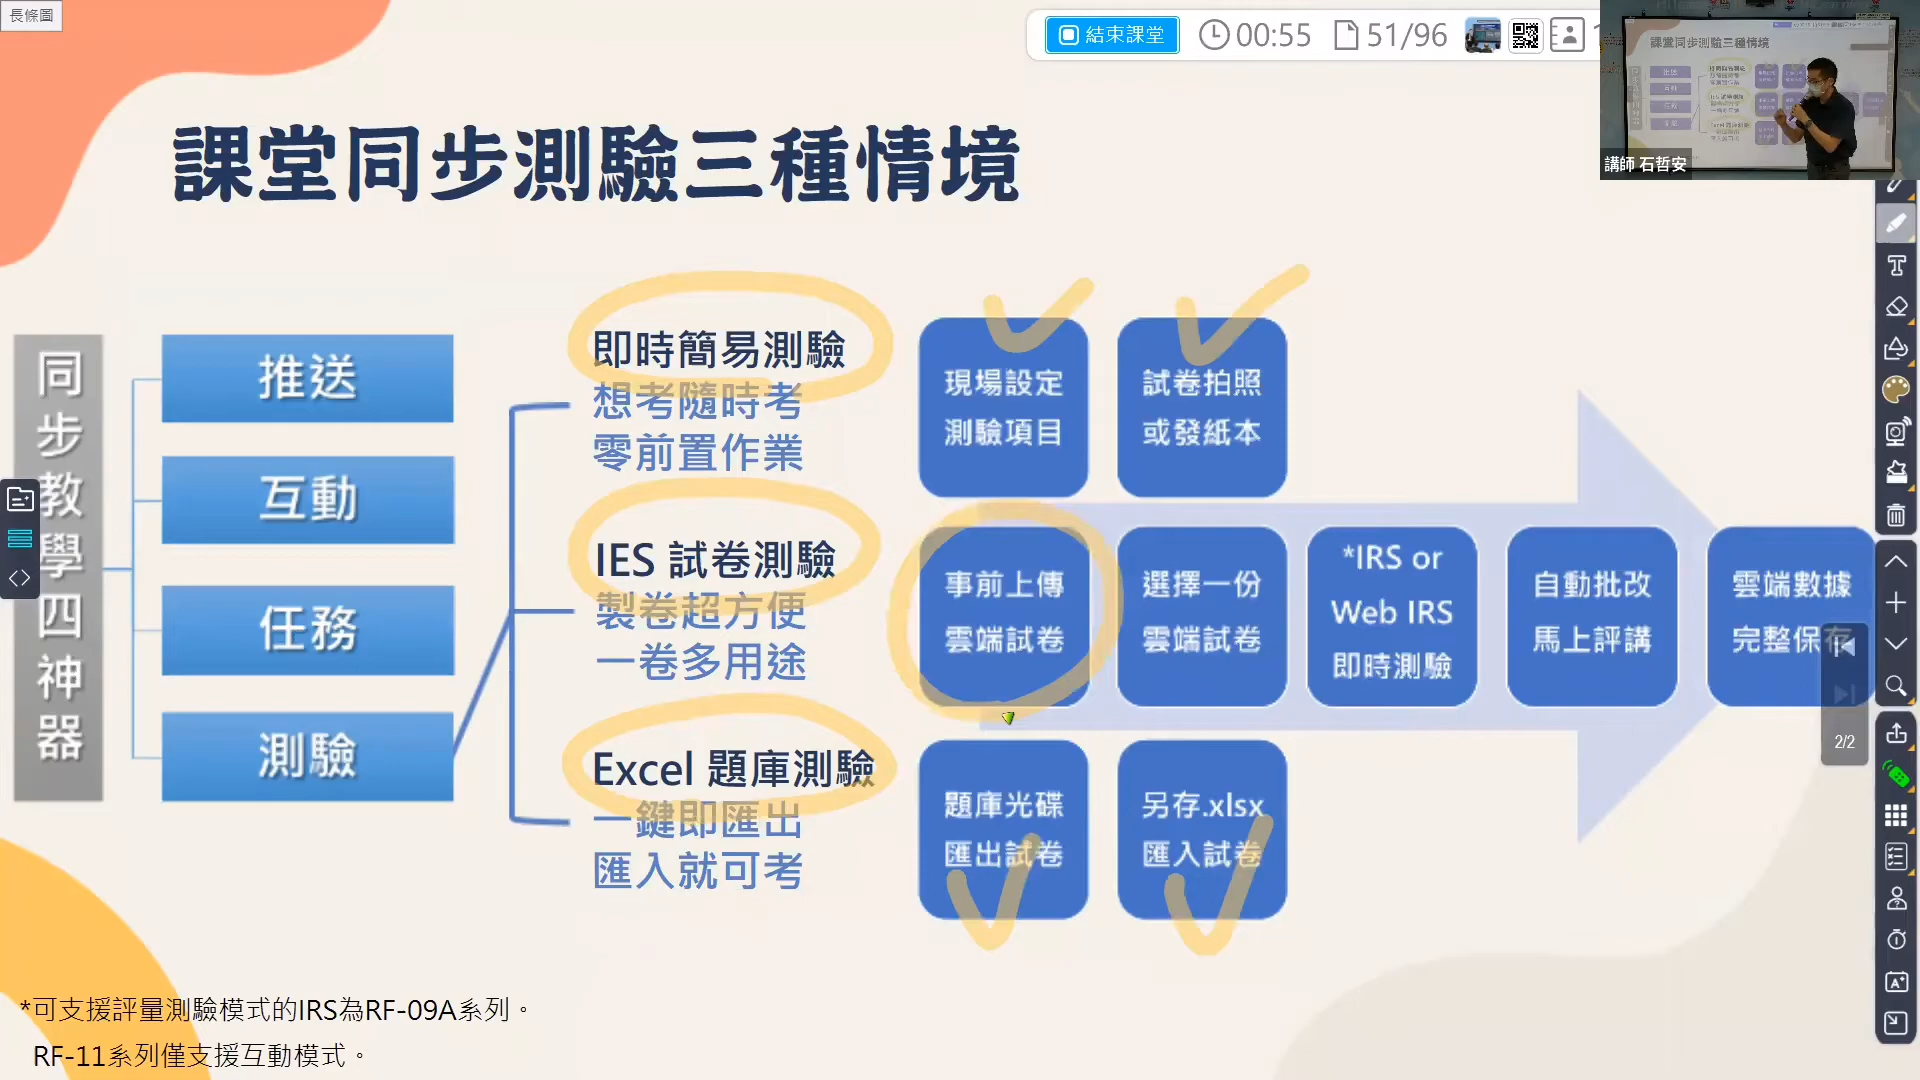 長條圖
結束課堂
00:55
51/96
課堂同步測驗三種情境
講師 石哲安
同步教學四神器
推送
互動
任務
測驗
即時簡易測驗
想考隨時考
零前置作業
現場設定
測驗項目
試卷拍照
或發紙本
IES 試卷測驗
製卷超方便
一卷多用途
事前上傳
雲端試卷
選擇一份
雲端試卷
*IRS or
Web IRS
即時測驗
自動批改
馬上評講
雲端數據
完整保存
Excel 題庫測驗
一鍵即匯出
匯入就可考
題庫光碟
匯出試卷
另存.xlsx
匯入試卷
2/2
*可支援評量測驗模式的IRS為RF-09A系列。
RF-11系列僅支援互動模式。